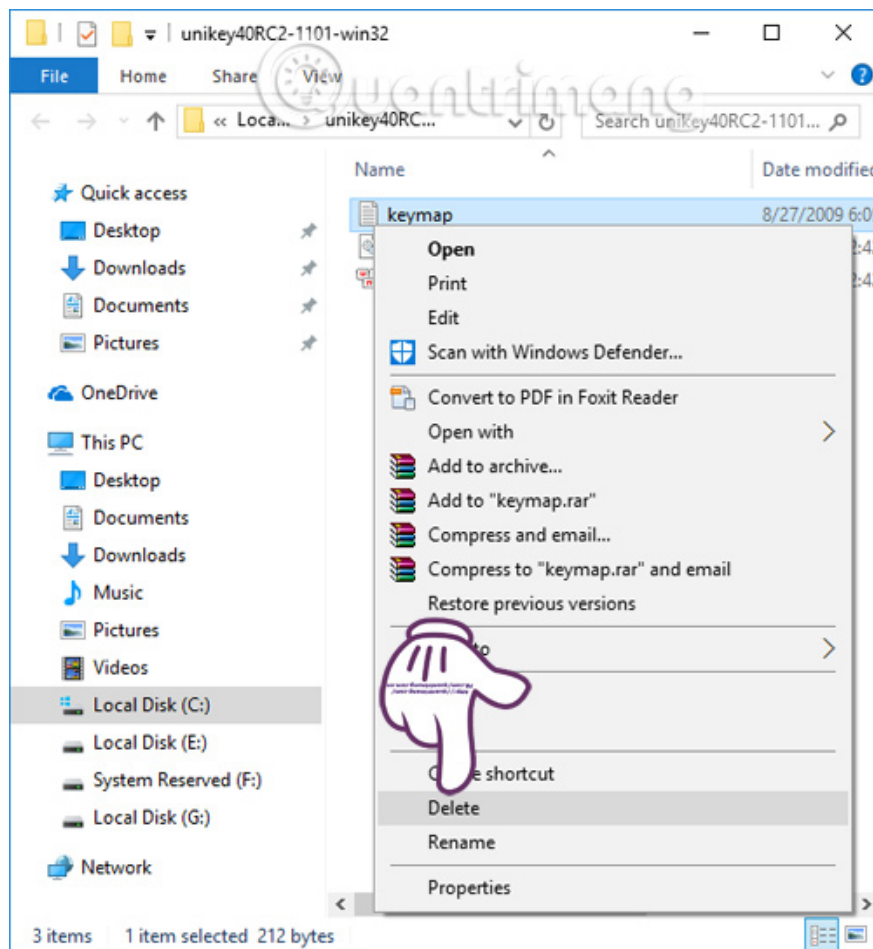 unikey40RC2-1101-win32
File Home Share View
Quantrimang
« Loca... › unikey40RC... Search unikey40RC2-1101...
Name Date modified
Quick access
keymap 8/27/2009 6:0
Desktop
Open
Downloads
Print
Documents
Edit
Pictures
Scan with Windows Defender...
OneDrive
Convert to PDF in Foxit Reader
Open with
This PC
Add to archive...
Desktop
Add to "keymap.rar"
Documents
Compress and email...
Downloads
Compress to "keymap.rar" and email
Music
Restore previous versions
Pictures
to
Videos
Local Disk (C:)
Local Disk (E:)
System Reserved (F:)
shortcut
Local Disk (G:)
Delete
Rename
Network
Properties
3 items 1 item selected 212 bytes